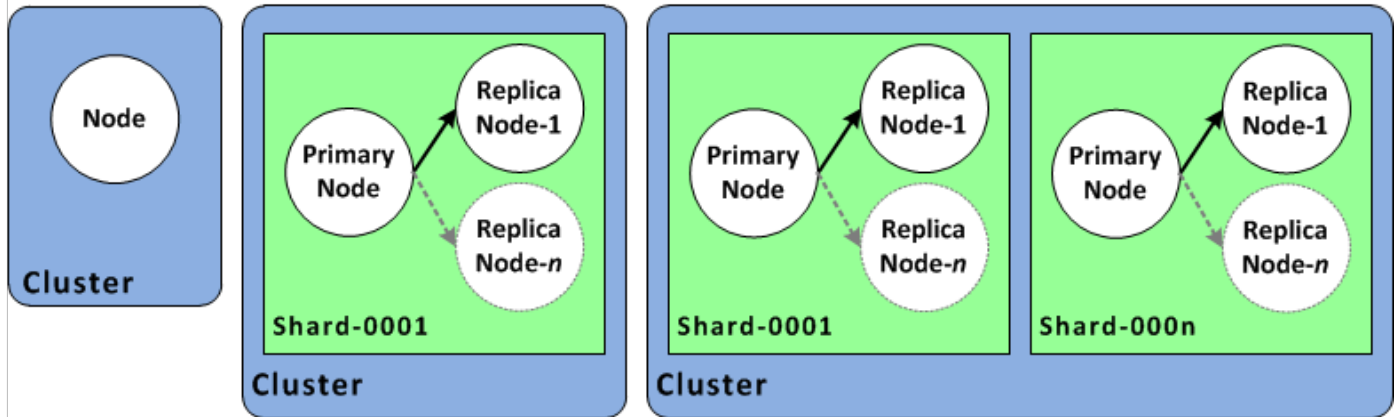 Node
Cluster
Primary
Node
Replica
Node-1
Replica
Node-n
Shard-0001
Cluster
Primary
Node
Replica
Node-1
Replica
Node-n
Shard-0001
Primary
Node
Replica
Node-1
Replica
Node-n
Shard-000n
Cluster